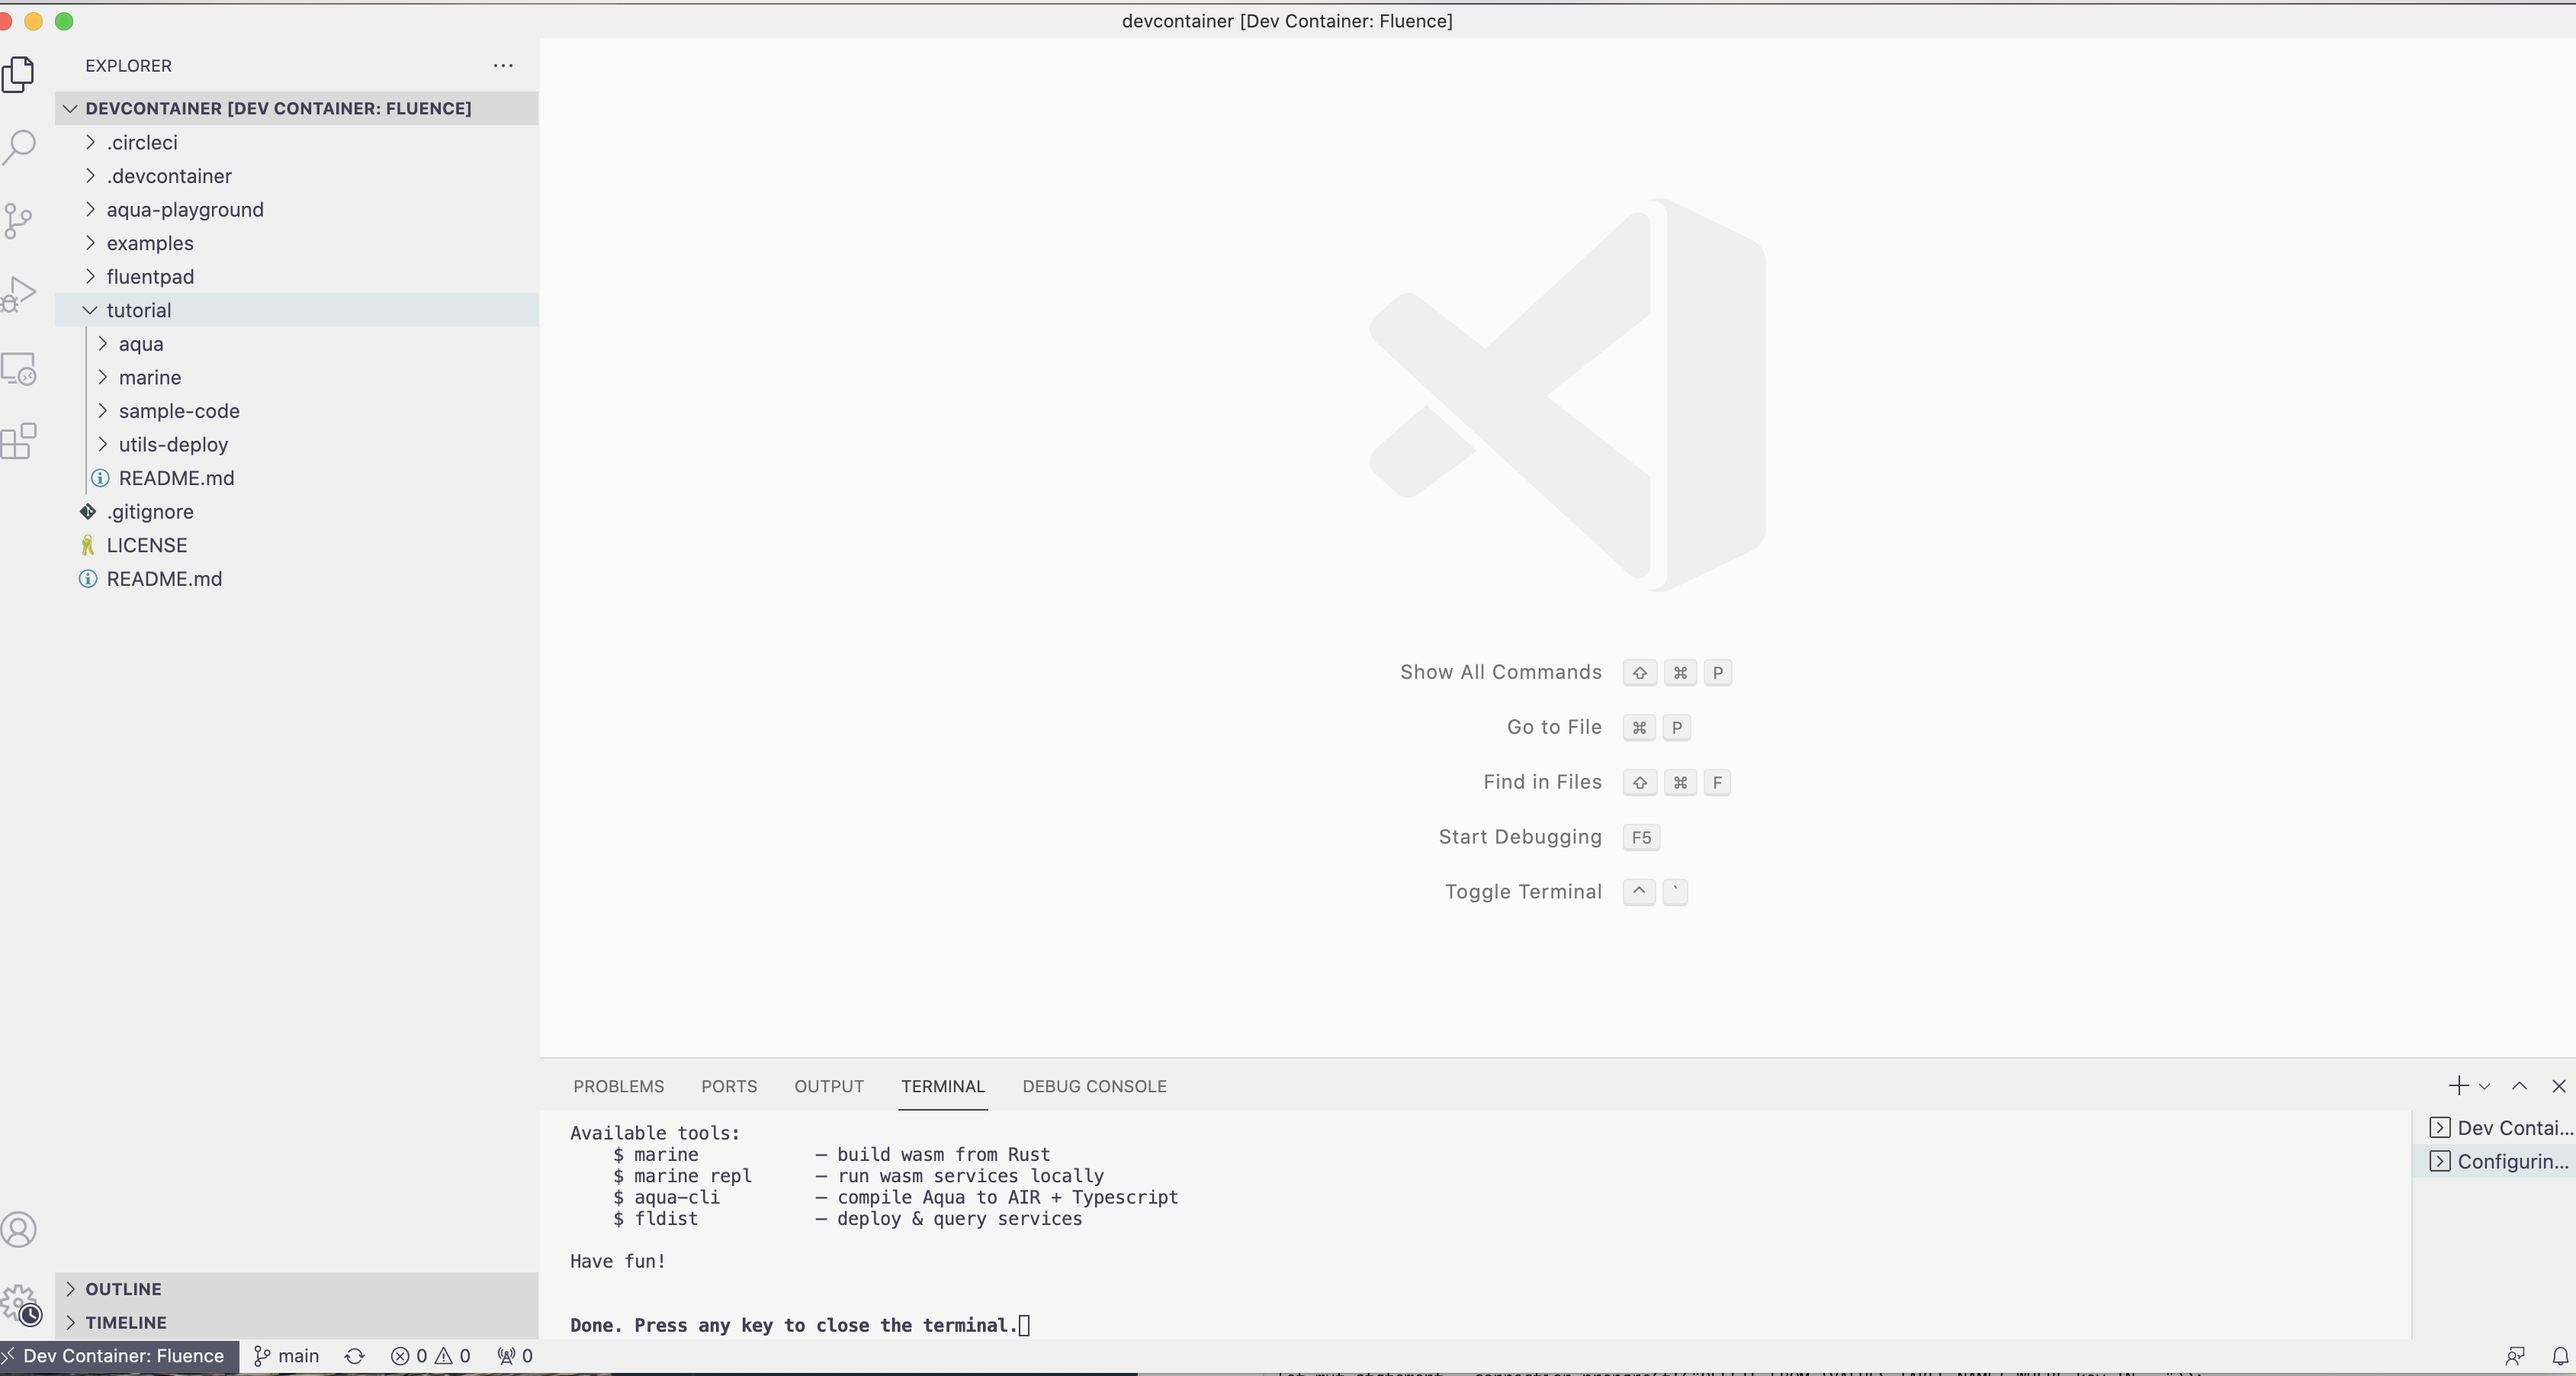 devcontainer [Dev Container: Fluence]
EXPLORER
DEVCONTAINER [DEV CONTAINER: FLUENCE]
.circleci
.devcontainer
aqua-playground
examples
fluentpad
tutorial
aqua
marine
sample-code
utils-deploy
README.md
.gitignore
LICENSE
README.md
OUTLINE
TIMELINE
Show All Commands ⇧ ⌘ P
Go to File ⌘ P
Find in Files ⇧ ⌘ F
Start Debugging F5
Toggle Terminal ^ `
PROBLEMS PORTS OUTPUT TERMINAL DEBUG CONSOLE
Available tools:
$ marine — build wasm from Rust
$ marine repl — run wasm services locally
$ aqua-cli — compile Aqua to AIR + Typescript
$ fldist — deploy & query services
Have fun!
Done. Press any key to close the terminal.
Dev Contai...
Configurin...
Dev Container: Fluence main 0 0 0